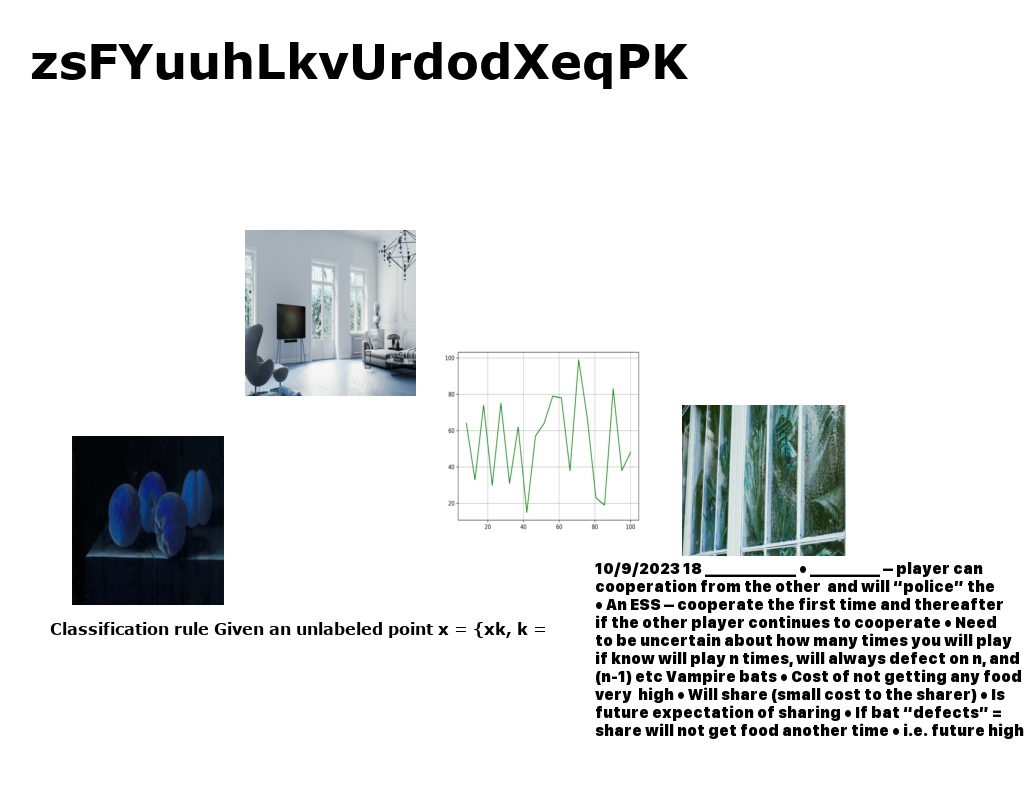 zsFYuuhLkvUrdodXeqPK
100
80
60
40
20
20 40 60 80 100
Classification rule Given an unlabeled point x = {xk, k =
10/9/2023 18 _____________ • __________ – player can
cooperation from the other  and will “police” the
• An ESS – cooperate the first time and thereafter
if the other player continues to cooperate • Need
to be uncertain about how many times you will play
if know will play n times, will always defect on n, and
(n-1) etc Vampire bats • Cost of not getting any food
very  high • Will share (small cost to the sharer) • Is
future expectation of sharing • If bat “defects” =
share will not get food another time • i.e. future high